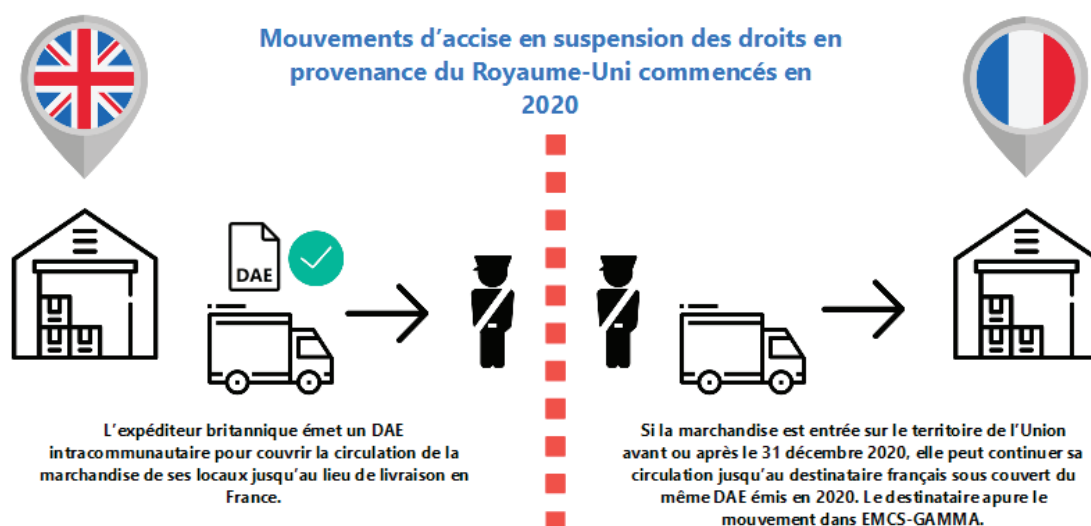 Mouvements d'accise en suspension des droits en
provenance du Royaume-Uni commencés en
2020
DAE
L'expéditeur britannique émet un DAE
intracommunautaire pour couvrir la circulation de la
marchandise de ses locaux jusqu'au lieu de livraison en
France.
Si la marchandise est entrée sur le territoire de l'Union
avant ou après le 31 décembre 2020, elle peut continuer sa
circulation jusqu'au destinataire français sous couvert du
même DAE émis en 2020. Le destinataire apure le
mouvement dans EMCS-GAMMA.